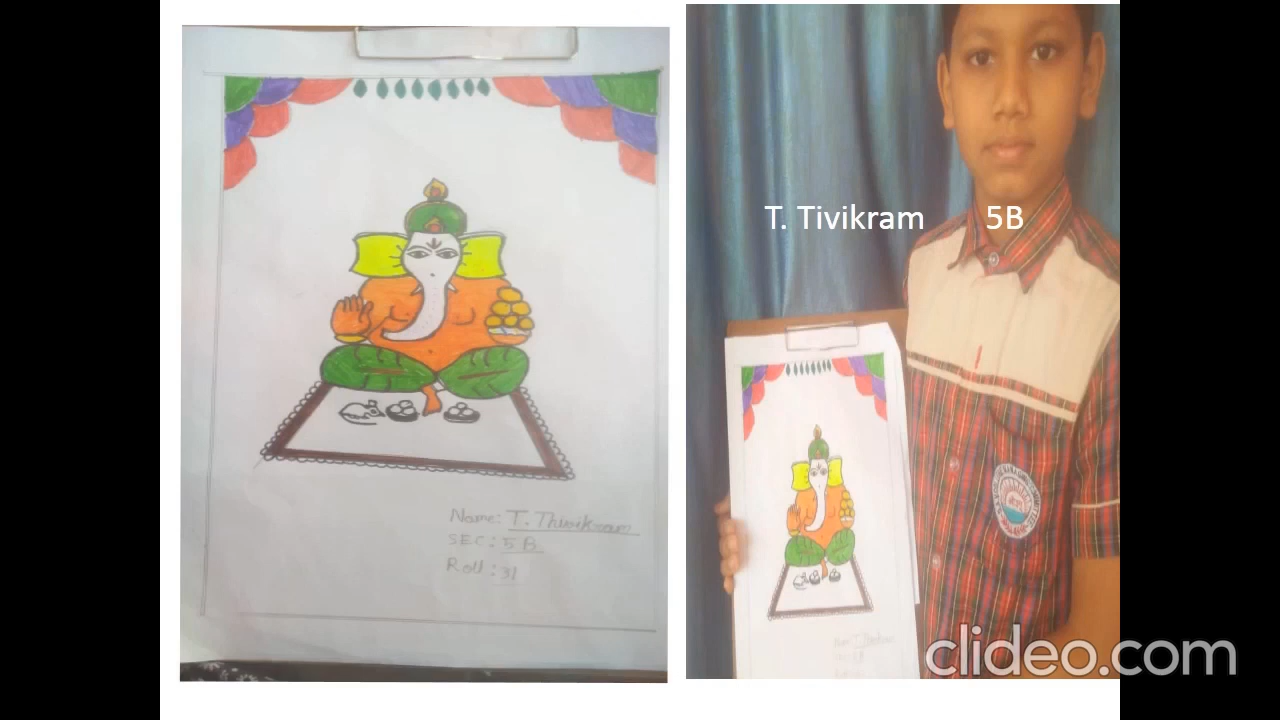 Name: T. Thivikram
SEC: 5 B
Roll: 31
T. Tivikram 5B
clideo.com